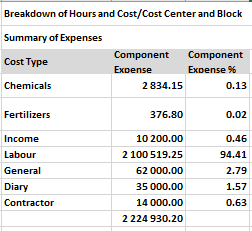 Breakdown of Hours and Cost/Cost Center and Block
Summary of Expenses
Cost Type Component Expense Component Expense %
Chemicals 2 834.15 0.13
Fertilizers 376.80 0.02
Income 10 200.00 0.46
Labour 2 100 519.25 94.41
General 62 000.00 2.79
Diary 35 000.00 1.57
Contractor 14 000.00 0.63
2 224 930.20